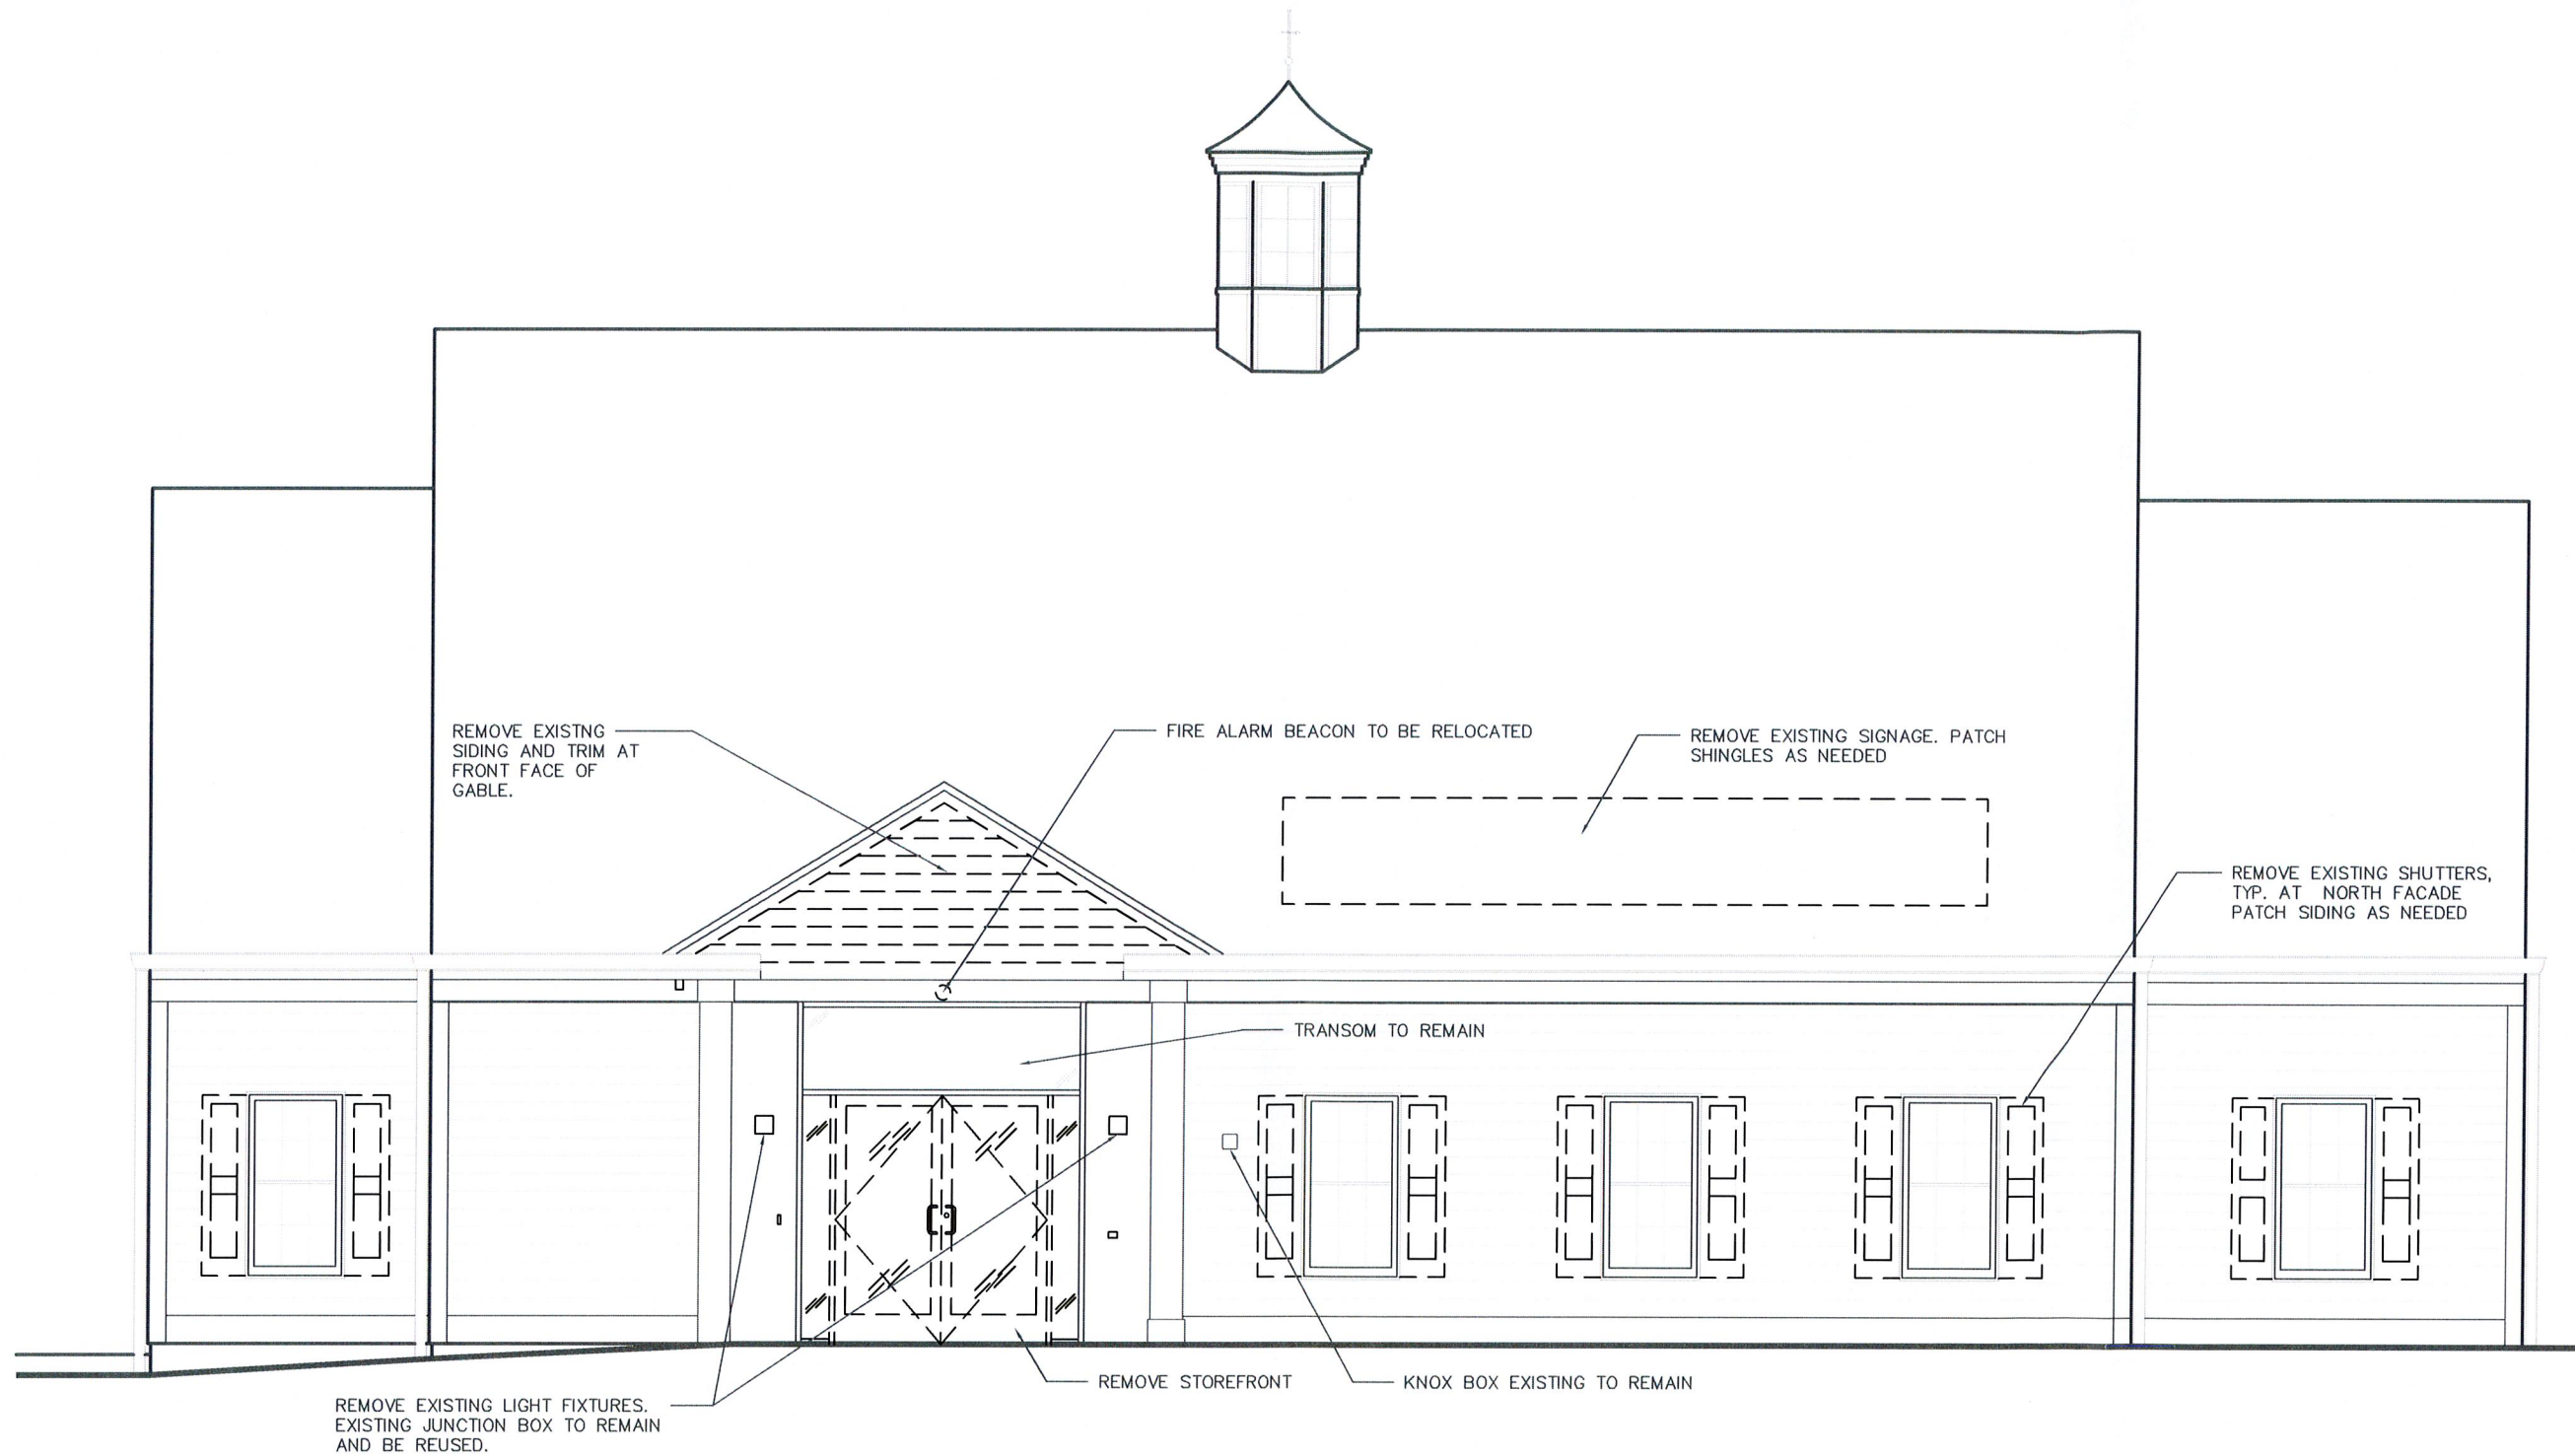 REMOVE EXISTNG
SIDING AND TRIM AT
FRONT FACE OF
GABLE.
FIRE ALARM BEACON TO BE RELOCATED
REMOVE EXISTING SIGNAGE. PATCH
SHINGLES AS NEEDED
REMOVE EXISTING SHUTTERS,
TYP. AT NORTH FACADE
PATCH SIDING AS NEEDED
TRANSOM TO REMAIN
REMOVE STOREFRONT
KNOX BOX EXISTING TO REMAIN
REMOVE EXISTING LIGHT FIXTURES.
EXISTING JUNCTION BOX TO REMAIN
AND BE REUSED.